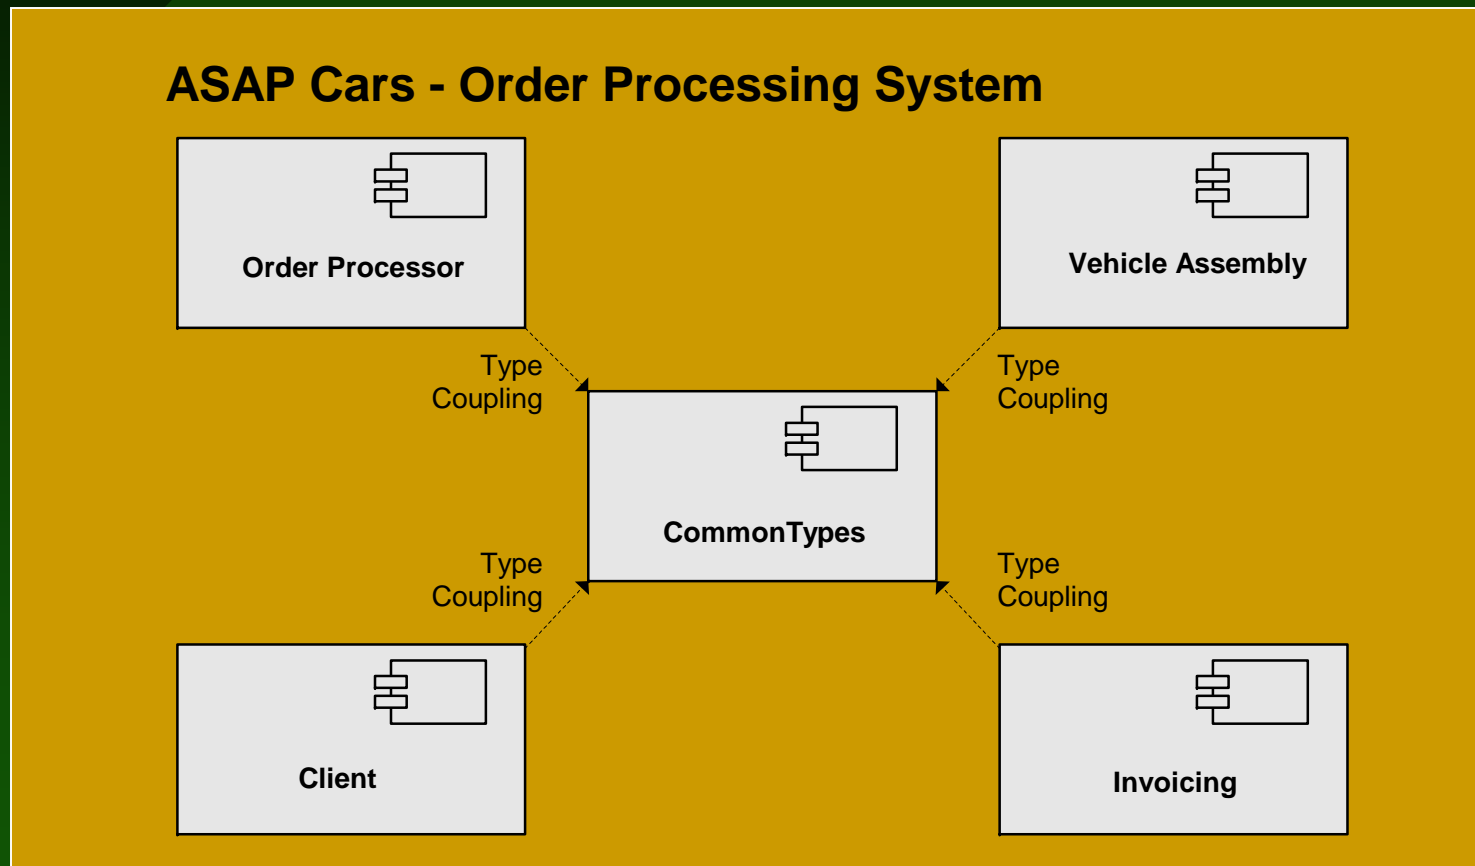 ASAP Cars - Order Processing System
Order Processor
Vehicle Assembly
Type
Coupling
Type
Coupling
CommonTypes
Type
Coupling
Type
Coupling
Client
Invoicing